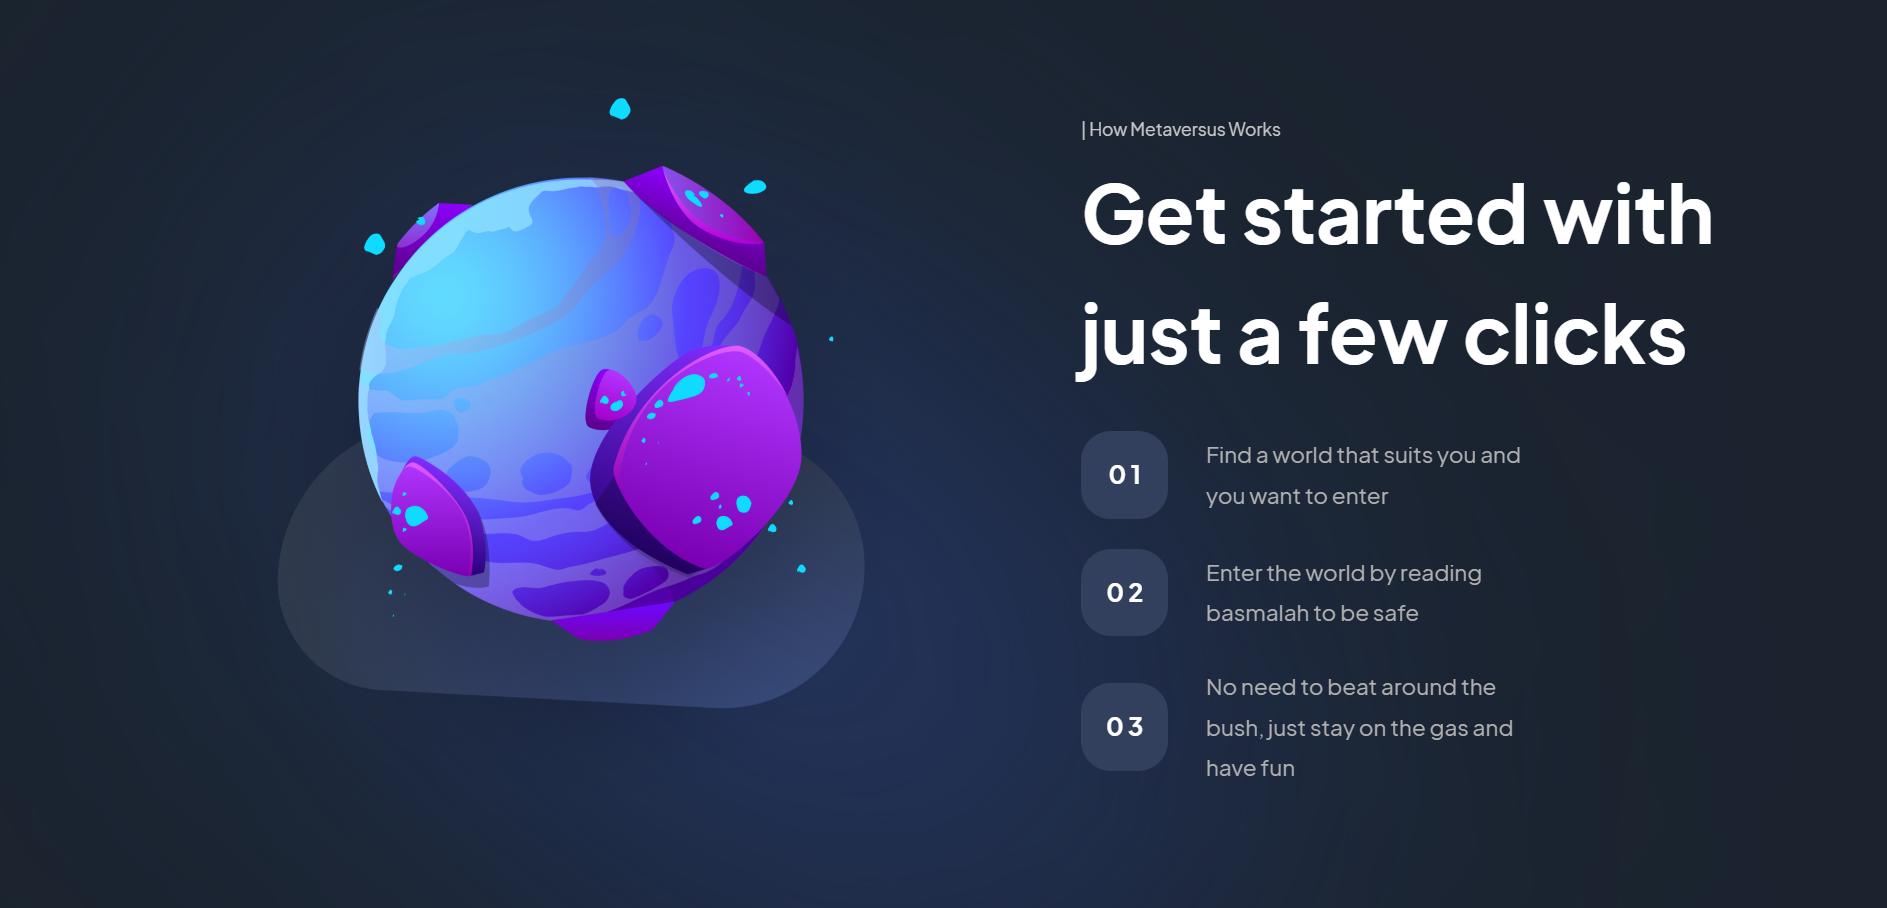 | How Metaversus Works
Get started with
just a few clicks
01
Find a world that suits you and
you want to enter
02
Enter the world by reading
basmalah to be safe
03
No need to beat around the
bush, just stay on the gas and
have fun